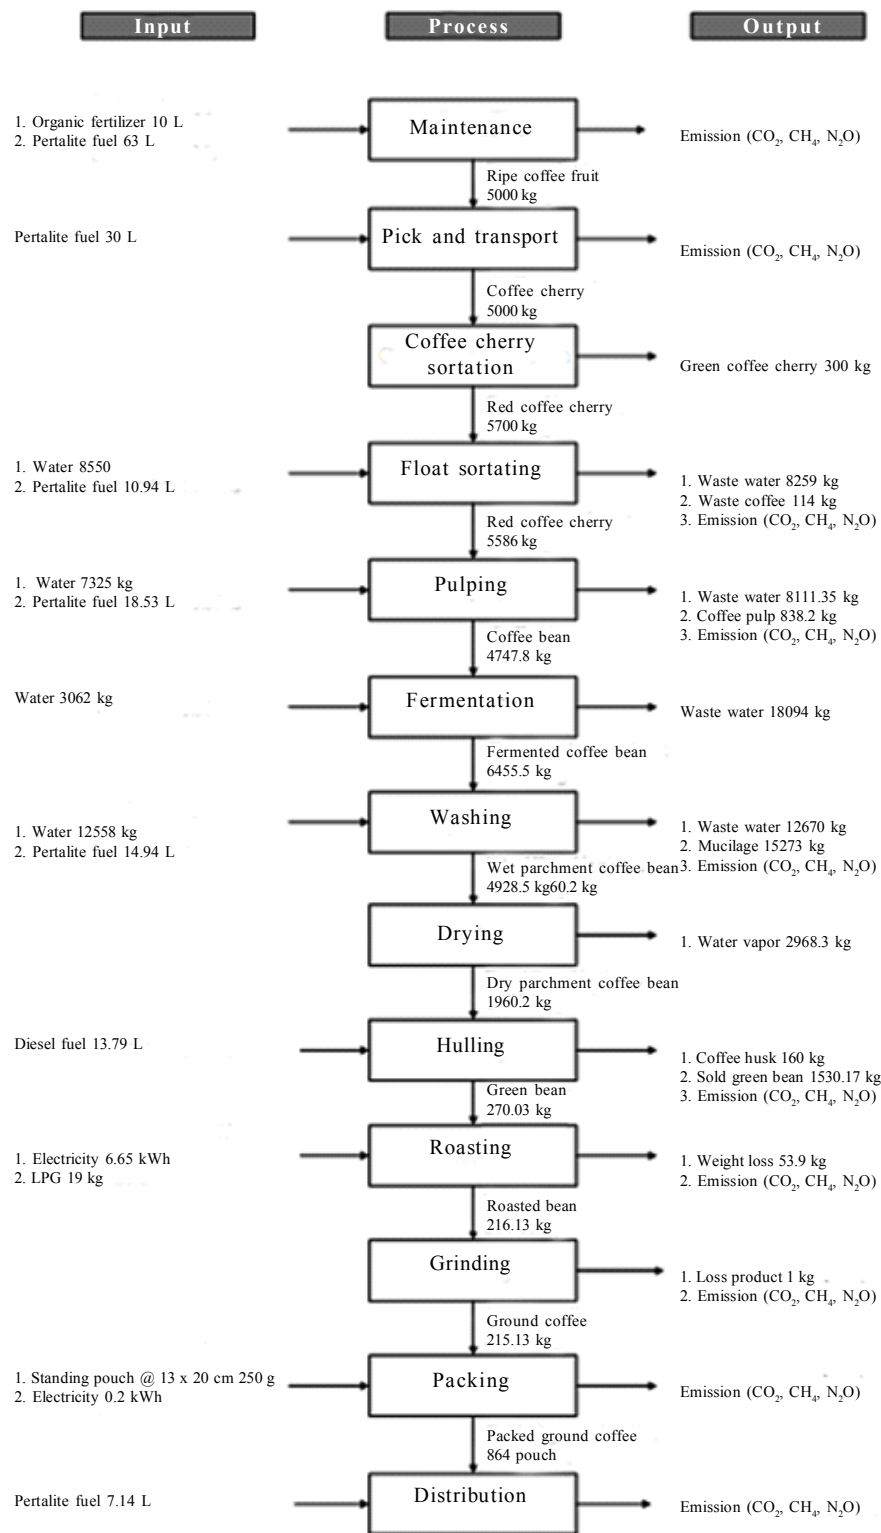 Input Process Output
1. Organic fertilizer 10 L
2. Pertalite fuel 63 L
Maintenance
Emission (CO₂, CH₄, N₂O)
Ripe coffee fruit
5000 kg
Pertalite fuel 30 L
Pick and transport
Emission (CO₂, CH₄, N₂O)
Coffee cherry
5000 kg
Coffee cherry
sortation
Green coffee cherry 300 kg
Red coffee cherry
5700 kg
1. Water 8550
2. Pertalite fuel 10.94 L
Float sortating
1. Waste water 8259 kg
2. Waste coffee 114 kg
3. Emission (CO₂, CH₄, N₂O)
Red coffee cherry
5586 kg
1. Water 7325 kg
2. Pertalite fuel 18.53 L
Pulping
1. Waste water 8111.35 kg
2. Coffee pulp 838.2 kg
3. Emission (CO₂, CH₄, N₂O)
Coffee bean
4747.8 kg
Water 3062 kg
Fermentation
Waste water 18094 kg
Fermented coffee bean
6455.5 kg
1. Water 12558 kg
2. Pertalite fuel 14.94 L
Washing
1. Waste water 12670 kg
2. Mucilage 15273 kg
3. Emission (CO₂, CH₄, N₂O)
Wet parchment coffee bean
4928.5 kg60.2 kg
Drying
1. Water vapor 2968.3 kg
Dry parchment coffee bean
1960.2 kg
Diesel fuel 13.79 L
Hulling
1. Coffee husk 160 kg
2. Sold green bean 1530.17 kg
3. Emission (CO₂, CH₄, N₂O)
Green bean
270.03 kg
1. Electricity 6.65 kWh
2. LPG 19 kg
Roasting
1. Weight loss 53.9 kg
2. Emission (CO₂, CH₄, N₂O)
Roasted bean
216.13 kg
Grinding
1. Loss product 1 kg
2. Emission (CO₂, CH₄, N₂O)
Ground coffee
215.13 kg
1. Standing pouch @ 13 x 20 cm 250 g
2. Electricity 0.2 kWh
Packing
Emission (CO₂, CH₄, N₂O)
Packed ground coffee
864 pouch
Pertalite fuel 7.14 L
Distribution
Emission (CO₂, CH₄, N₂O)